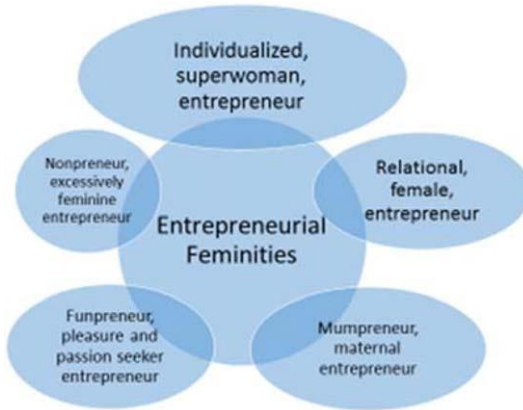 Individualized,
superwoman,
entrepreneur
Nonpreneur,
excessively
feminine
entrepreneur
Relational,
female,
entrepreneur
Entrepreneurial
Feminities
Funpreneur,
pleasure and
passion seeker
entrepreneur
Mumpreneur,
maternal
entrepreneur